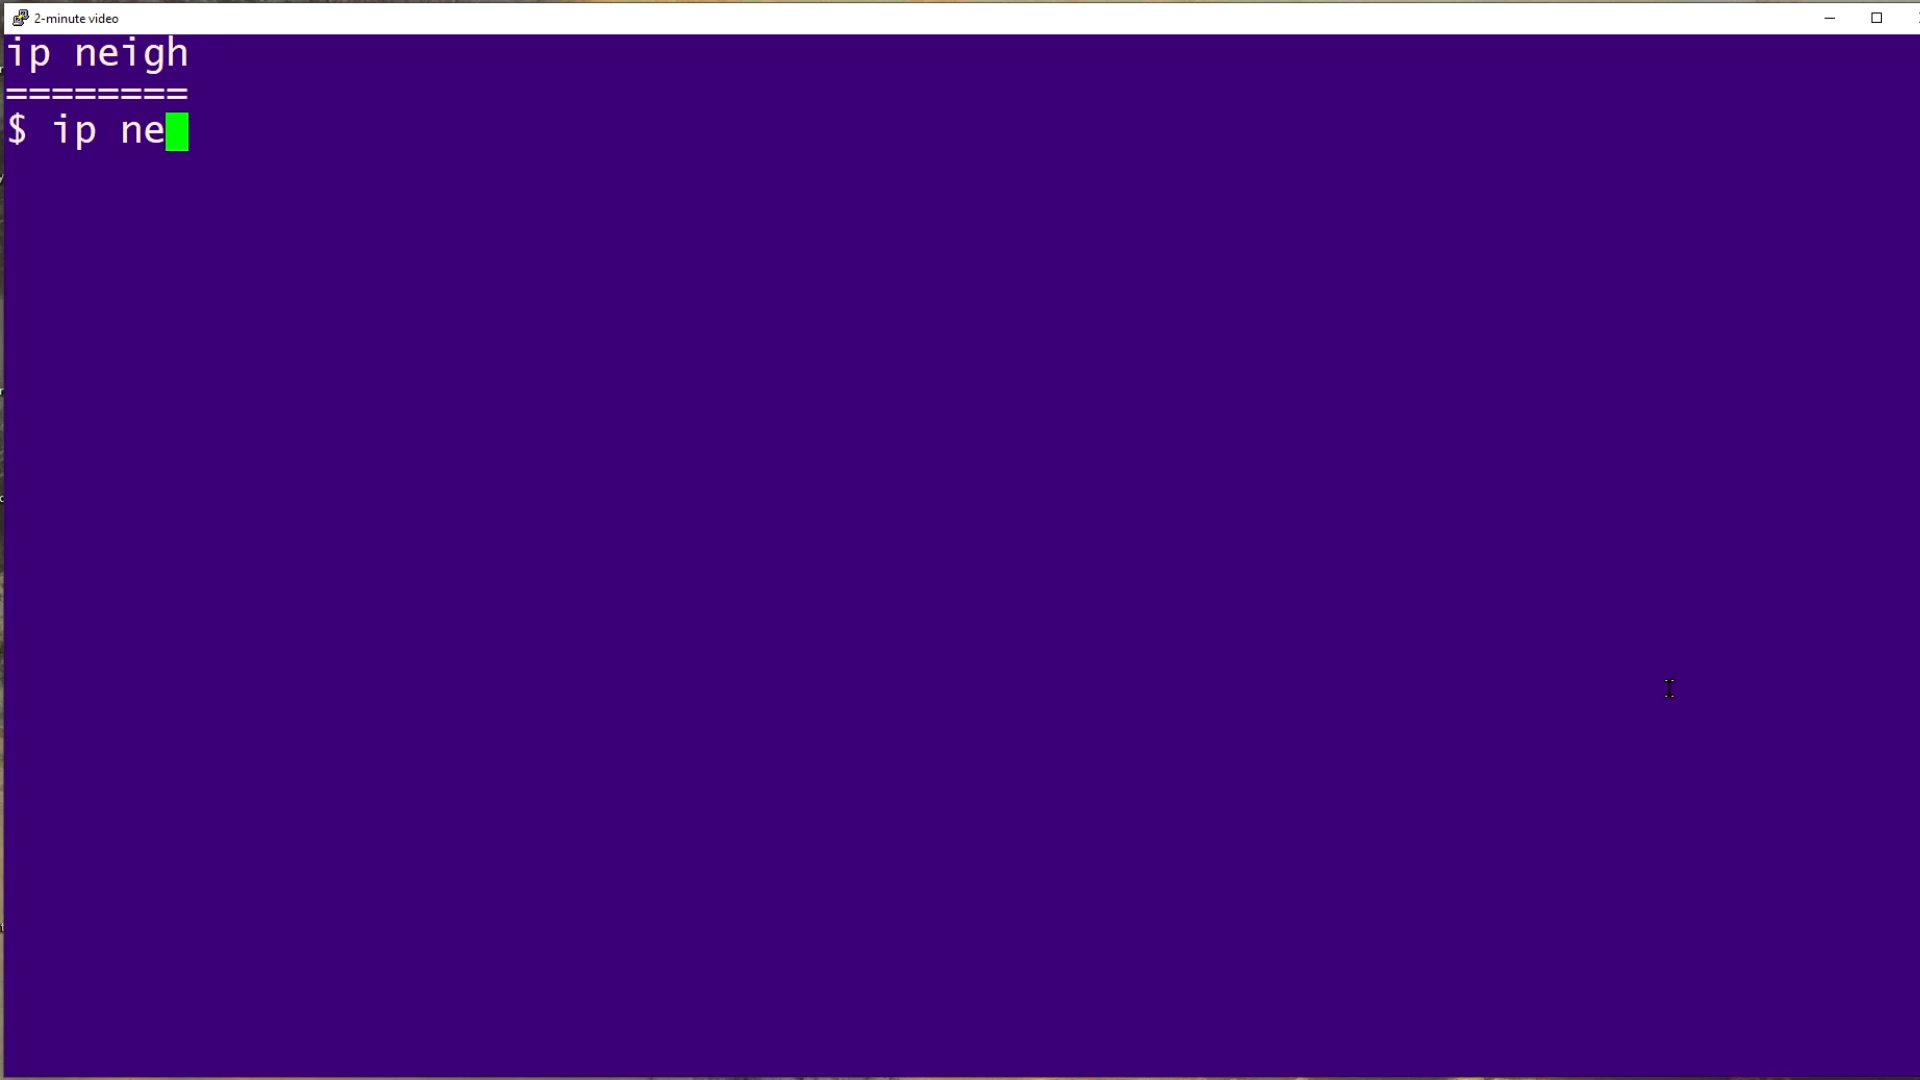 2-minute video
ip neigh
========
$ ip ne